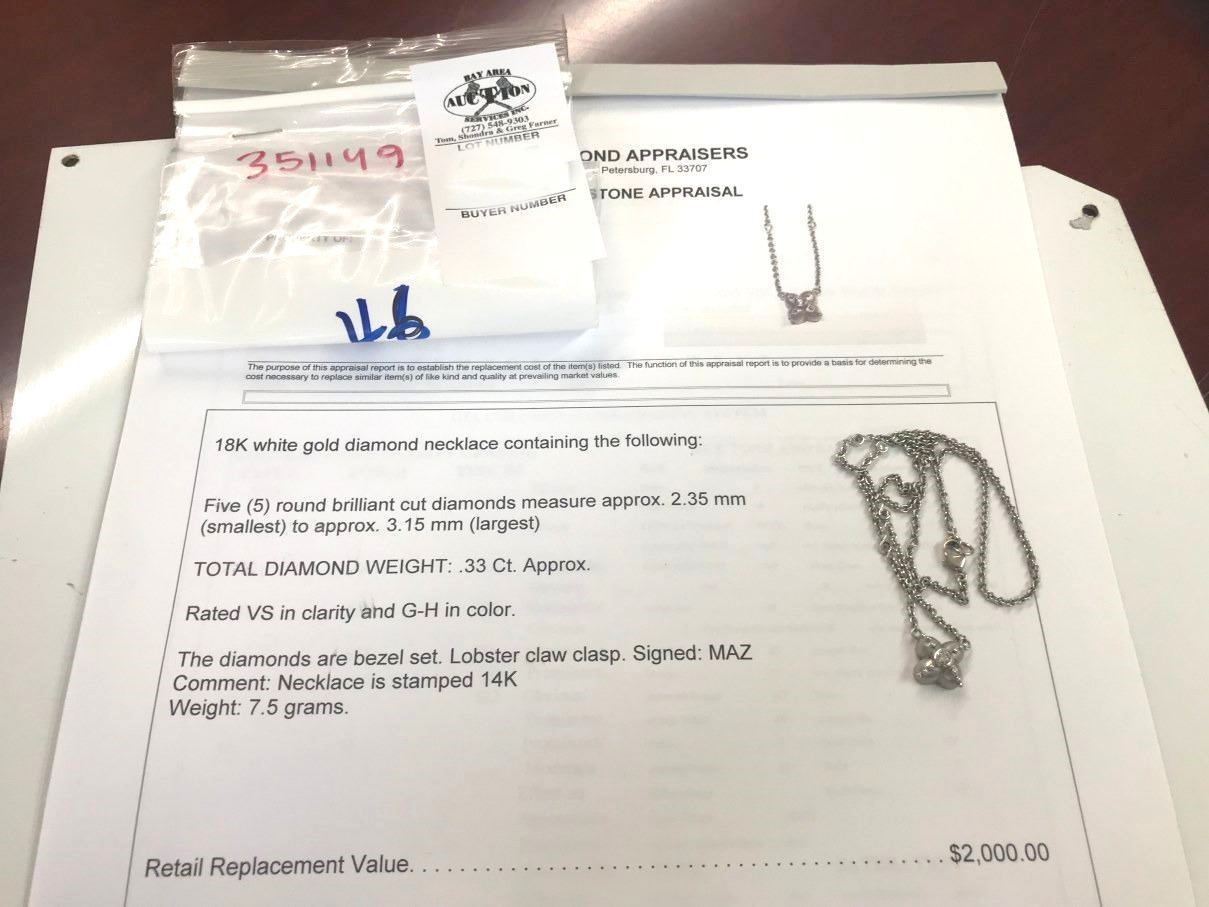 BAY AREA
AUCTION
SERVICES INC.
(727) 548-9303
Tom, Shondra & Greg Farner
LOT NUMBER
BUYER NUMBER
351149
OND APPRAISERS
Petersburg, FL 33707
STONE APPRAISAL
The purpose of this appraisal report is to establish the replacement cost of the item(s) listed. The function of this appraisal report is to provide a basis for determining the
cost necessary to replace similar item(s) of like kind and quality at prevailing market values.
18K white gold diamond necklace containing the following:
Five (5) round brilliant cut diamonds measure approx. 2.35 mm
(smallest) to approx. 3.15 mm (largest)
TOTAL DIAMOND WEIGHT: .33 Ct. Approx.
Rated VS in clarity and G-H in color.
The diamonds are bezel set. Lobster claw clasp. Signed: MAZ
Comment: Necklace is stamped 14K
Weight: 7.5 grams.
Retail Replacement Value. . . . . . . . . . . . . . . . . . . . . . . . . . . . . . . . . . . . . $2,000.00